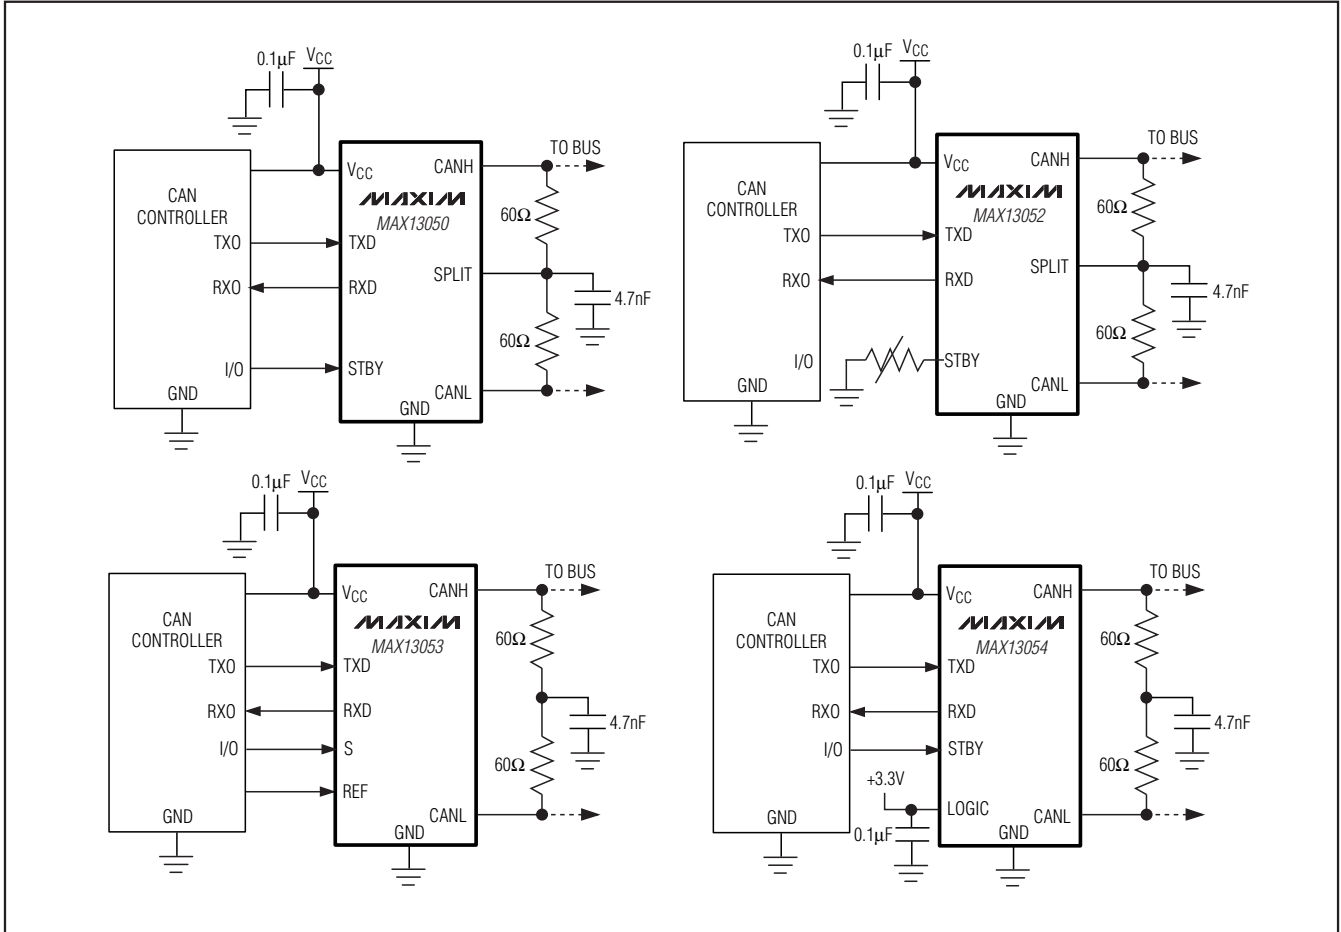 0.1µF VCC
TO BUS
CAN
CONTROLLER
VCC
CANH
MAXIM
MAX13050
60Ω
TXO
TXD
SPLIT
RXO
RXD
4.7nF
60Ω
I/O
STBY
CANL
GND
GND
0.1µF VCC
TO BUS
CAN
CONTROLLER
VCC
CANH
MAXIM
MAX13052
60Ω
TXO
TXD
SPLIT
RXO
RXD
4.7nF
60Ω
I/O
STBY
CANL
GND
GND
0.1µF VCC
TO BUS
CAN
CONTROLLER
VCC
CANH
MAXIM
MAX13053
60Ω
TXO
TXD
RXO
RXD
4.7nF
I/O
S
60Ω
REF
CANL
GND
GND
0.1µF VCC
TO BUS
CAN
CONTROLLER
VCC
CANH
MAXIM
MAX13054
60Ω
TXO
TXD
RXO
RXD
4.7nF
I/O
STBY
60Ω
+3.3V
LOGIC
CANL
0.1µF
GND
GND